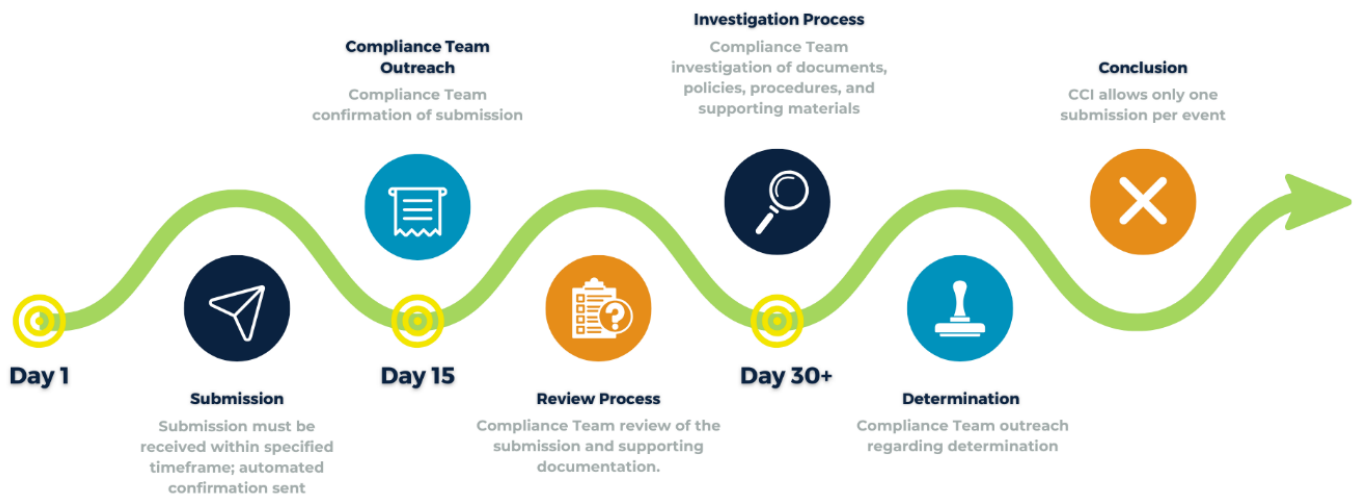 Day 1
Submission
Submission must be
received within specified
timeframe; automated
confirmation sent
Compliance Team
Outreach
Compliance Team
confirmation of submission
Day 15
Review Process
Compliance Team review of the
submission and supporting
documentation.
Investigation Process
Compliance Team
investigation of documents,
policies, procedures, and
supporting materials
Day 30+
Determination
Compliance Team outreach
regarding determination
Conclusion
CCI allows only one
submission per event